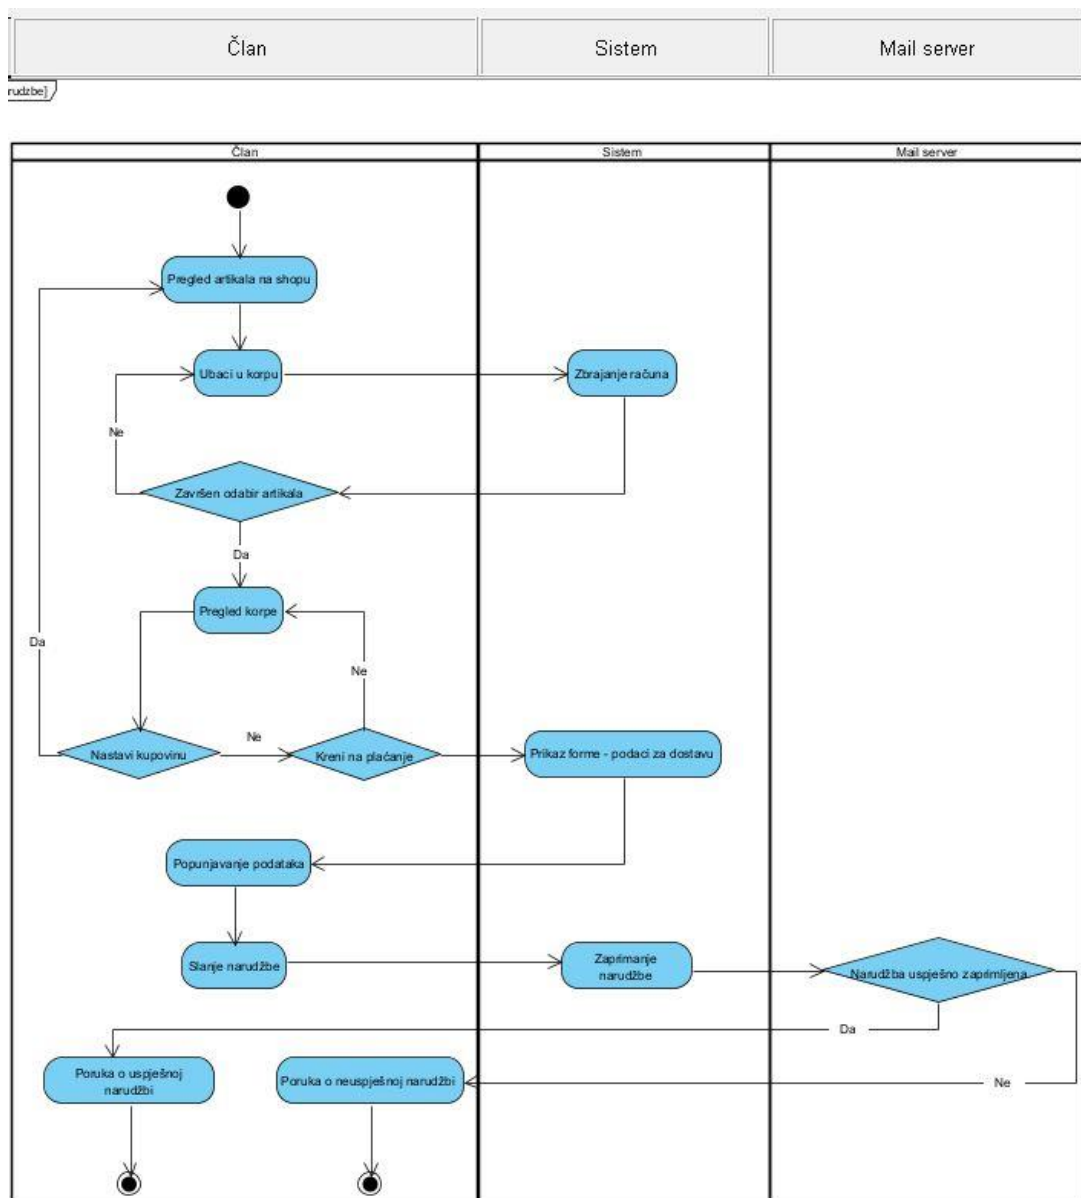 Član
Sistem
Mail server
rudzbe]
Član
Sistem
Mail server
Pregled artikala na shopu
Ubaci u korpu
Zbrajanje računa
Ne
Završen odabir artikala
Da
Pregled korpe
Da
Ne
Nastavi kupovinu
Ne
Kreni na plaćanje
Prikaz forme - podaci za dostavu
Popunjavanje podataka
Slanje narudžbe
Zaprimanje
narudžbe
Narudžba uspješno zaprimljena
Da
Poruka o uspješnoj
narudžbi
Poruka o neuspješnoj narudžbi
Ne